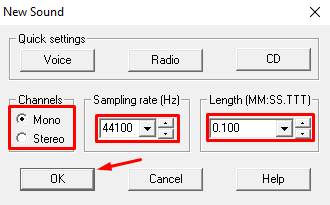 New Sound
Quick settings
Voice Radio CD
Channels Sampling rate (Hz) Length (MM:SS.TTT)
Mono 44100 0.100
Stereo
OK Cancel Help